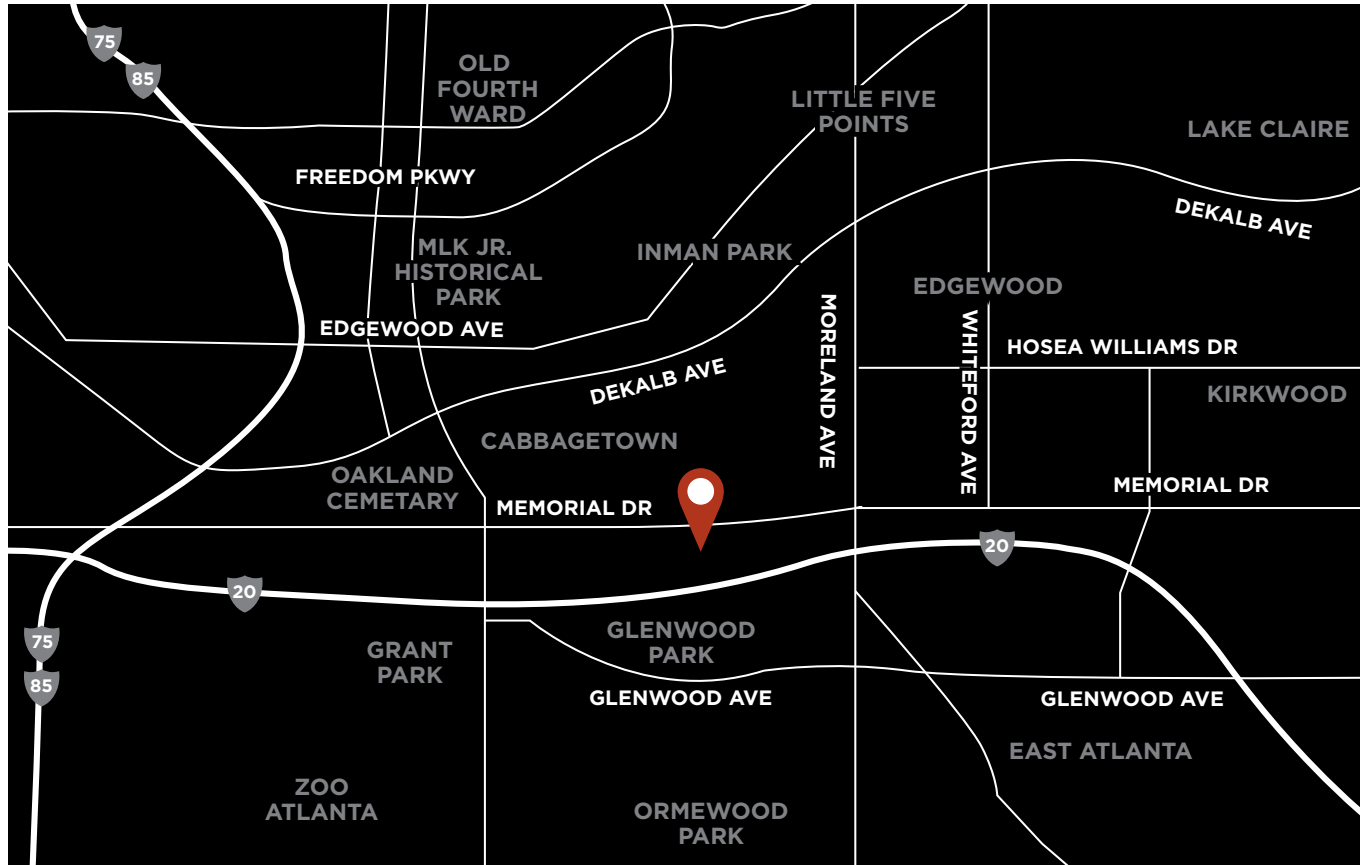 75
85
OLD
FOURTH
WARD
LITTLE FIVE
POINTS
LAKE CLAIRE
FREEDOM PKWY
DEKALB AVE
MLK JR.
HISTORICAL
PARK
INMAN PARK
EDGEWOOD
EDGEWOOD AVE
MORELAND AVE
WHITEFORD AVE
HOSEA WILLIAMS DR
DEKALB AVE
KIRKWOOD
CABBAGETOWN
OAKLAND
CEMETARY
MEMORIAL DR
MEMORIAL DR
20
20
75
85
GRANT
PARK
GLENWOOD
PARK
GLENWOOD AVE
GLENWOOD AVE
EAST ATLANTA
ZOO
ATLANTA
ORMEWOOD
PARK